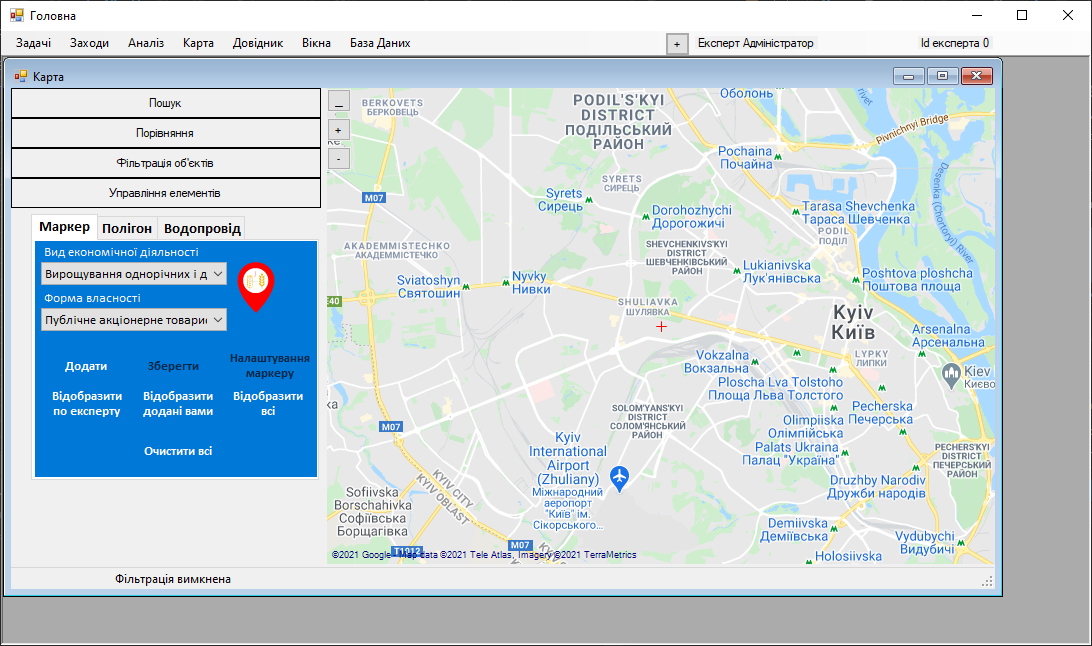 Головна
Задачі Заходи Аналіз Карта Довідник Вікна База Даних + Експерт Адміністратор Id експерта 0
Карта
Пошук
Порівняння
Фільтрація об'єктів
Управління елементів
Маркер Полігон Водопровід
Вид економічної діяльності
Вирощування однорічних і д
Форма власності
Публічне акціонерне товарис
Додати
Зберегти
Налаштування
маркеру
Відобразити
по експерту
Відобразити
додані вами
Відобразити
всі
Очистити всі
_
+
-
BERKOVETS
БЕРКОВЕЦЬ
PODIL'S'KYI
DISTRICT
ПОДІЛЬСЬКИЙ
РАЙОН
Оболонь
Pivnichnyi Bridge
Pochaina
Почайна
Desenka (Chortoryi) River
Десенка
M07
SYRETS
СИРЕЦЬ
Syrets
Сирець
Dorohozhychi
Дорогожичі
Tarasa Shevchenka
Тараса Шевченка
PODIL
ПОДІЛ
AKADEMMISTECHKO
АКАДЕММІСТЕЧКО
SHEVCHENKIVS'KYI
DISTRICT
ШЕВЧЕНКІВСЬКИЙ
РАЙОН
Lukianivska
Лук'янівська
Poshtova ploshcha
Поштова площа
Sviatoshyn
Святошин
Nyvky
Нивки
E40
SHULIAVKA
ШУЛЯВКА
Kyiv
Київ
Arsenalna
Арсенальна
Vokzalna
Вокзальна
LYPKY
ЛИПКИ
Kiev
Києво
Ploscha Lva Tolstoho
Площа Льва Толстого
SOLOM'YANS'KYI
DISTRICT
СОЛОМ'ЯНСЬКИЙ
РАЙОН
Pecherska
Печерська
Olimpiiska
Олімпійська
Palats Ukraina
Палац "Україна"
M07
Kyiv
International
Airport
(Zhuliany)
Міжнародний
аеропорт
"Київ" ім.
Сікорського...
PECHERS'KYI
DISTRICT
ПЕЧЕРСЬКИЙ
РАЙОН
Druzhby Narodiv
Дружби народів
KYIV CITY
KYIV OBLAST
Sofiivska
Borschahivka
Софіївська
Борщагівка
Demiivska
Деміївська
Vydubychi
Видубичі
M07
T1012
Holosiivska
©2021 Google - Map data ©2021 Tele Atlas, Imagery ©2021 TerraMetrics
Фільтрація вимкнена